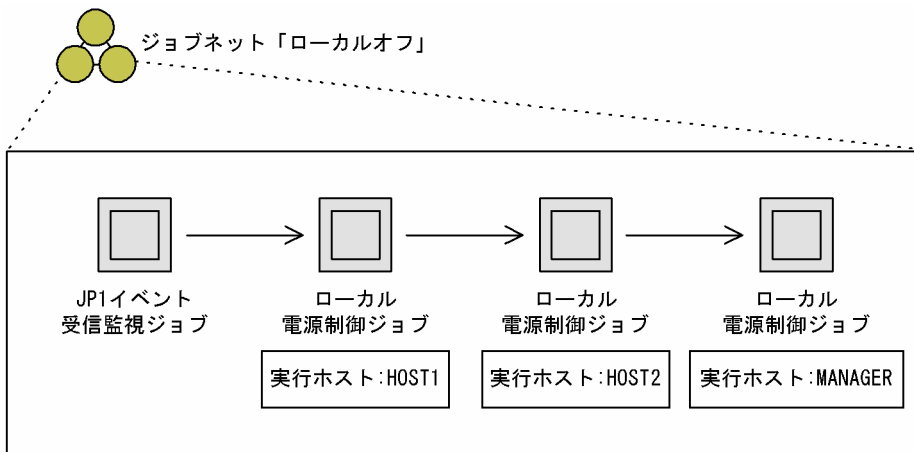 ジョブネット「ローカルオフ」
JP1イベント
受信監視ジョブ
ローカル
電源制御ジョブ
ローカル
電源制御ジョブ
ローカル
電源制御ジョブ
実行ホスト:HOST1
実行ホスト:HOST2
実行ホスト:MANAGER